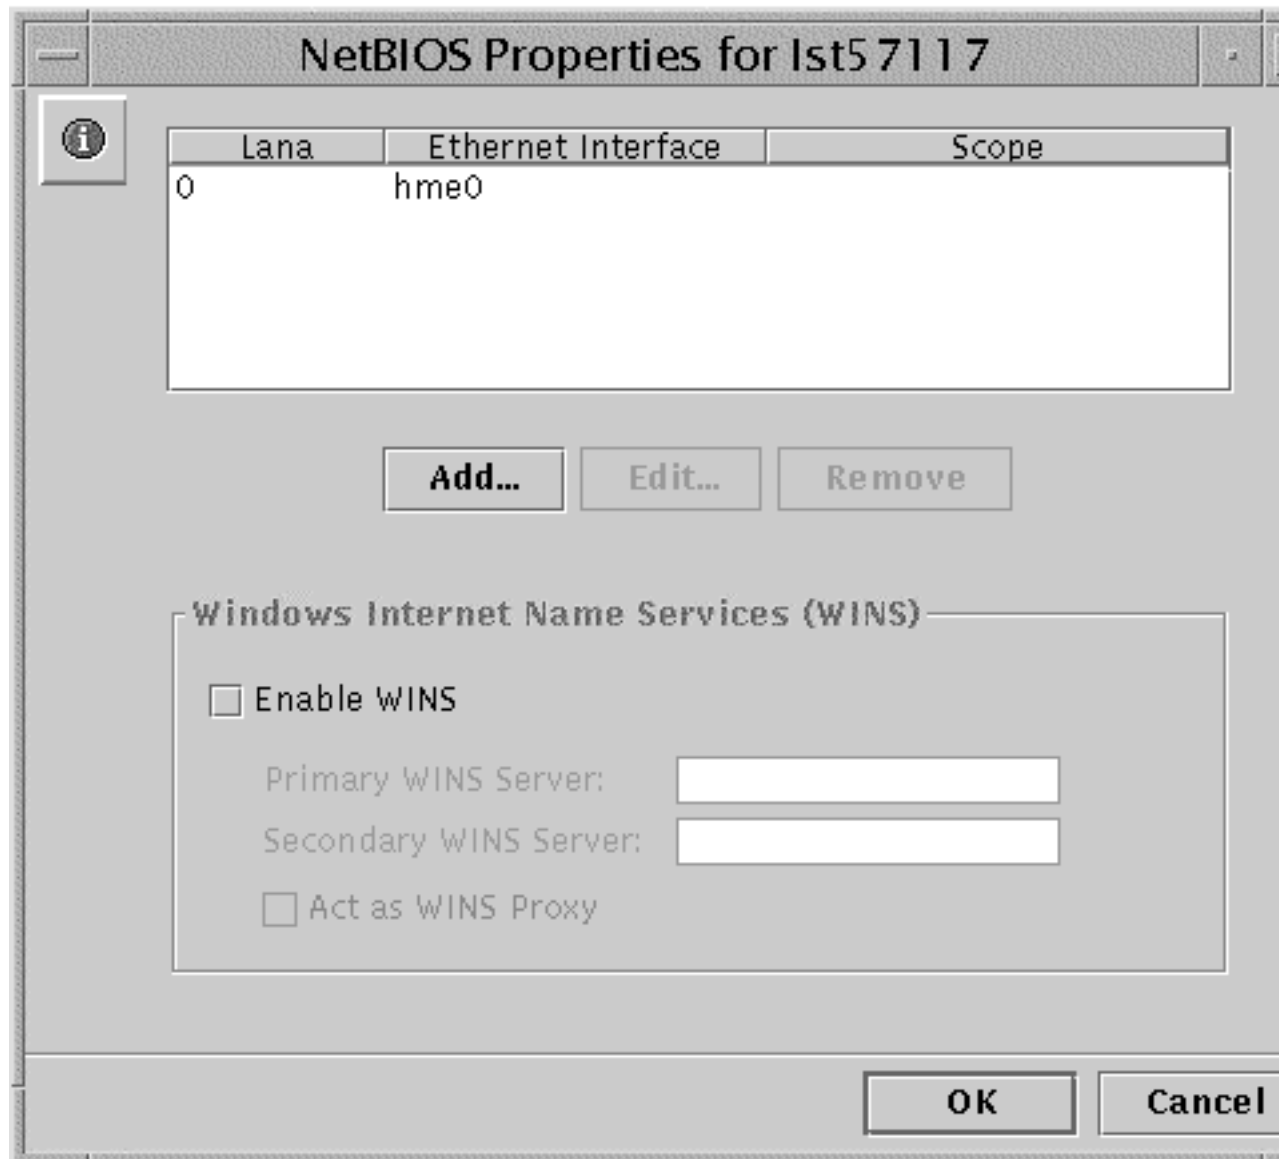 NetBIOS Properties for lst57117
Lana Ethernet Interface Scope
0 hme0
Add... Edit... Remove
Windows Internet Name Services (WINS)
Enable WINS
Primary WINS Server:
Secondary WINS Server:
Act as WINS Proxy
OK Cancel